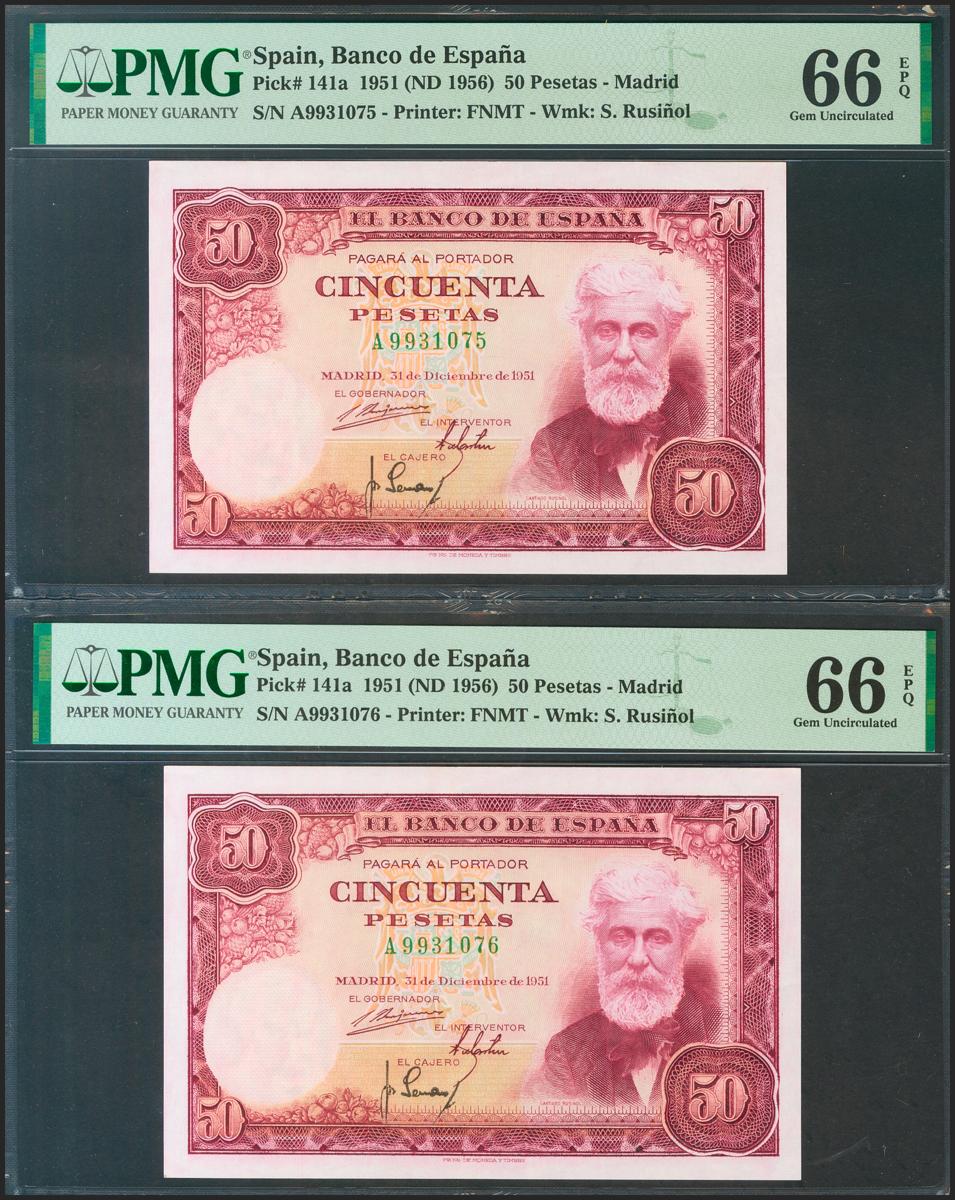 PMG®
PAPER MONEY GUARANTY
Spain, Banco de España
Pick# 141a 1951 (ND 1956) 50 Pesetas - Madrid
S/N A9931075 - Printer: FNMT - Wmk: S. Rusiñol
66 EPQ
Gem Uncirculated
50
EL BANCO DE ESPAÑA
50
PAGARÁ AL PORTADOR
CINCUENTA
PESETAS
A9931075
MADRID, 31 de Diciembre de 1951
EL GOBERNADOR
EL INTERVENTOR
EL CAJERO
SANTIAGO RUSIÑOL
50
50
PMG®
PAPER MONEY GUARANTY
Spain, Banco de España
Pick# 141a 1951 (ND 1956) 50 Pesetas - Madrid
S/N A9931076 - Printer: FNMT - Wmk: S. Rusiñol
66 EPQ
Gem Uncirculated
50
EL BANCO DE ESPAÑA
50
PAGARÁ AL PORTADOR
CINCUENTA
PESETAS
A9931076
MADRID, 31 de Diciembre de 1951
EL GOBERNADOR
EL INTERVENTOR
EL CAJERO
SANTIAGO RUSIÑOL
50
50